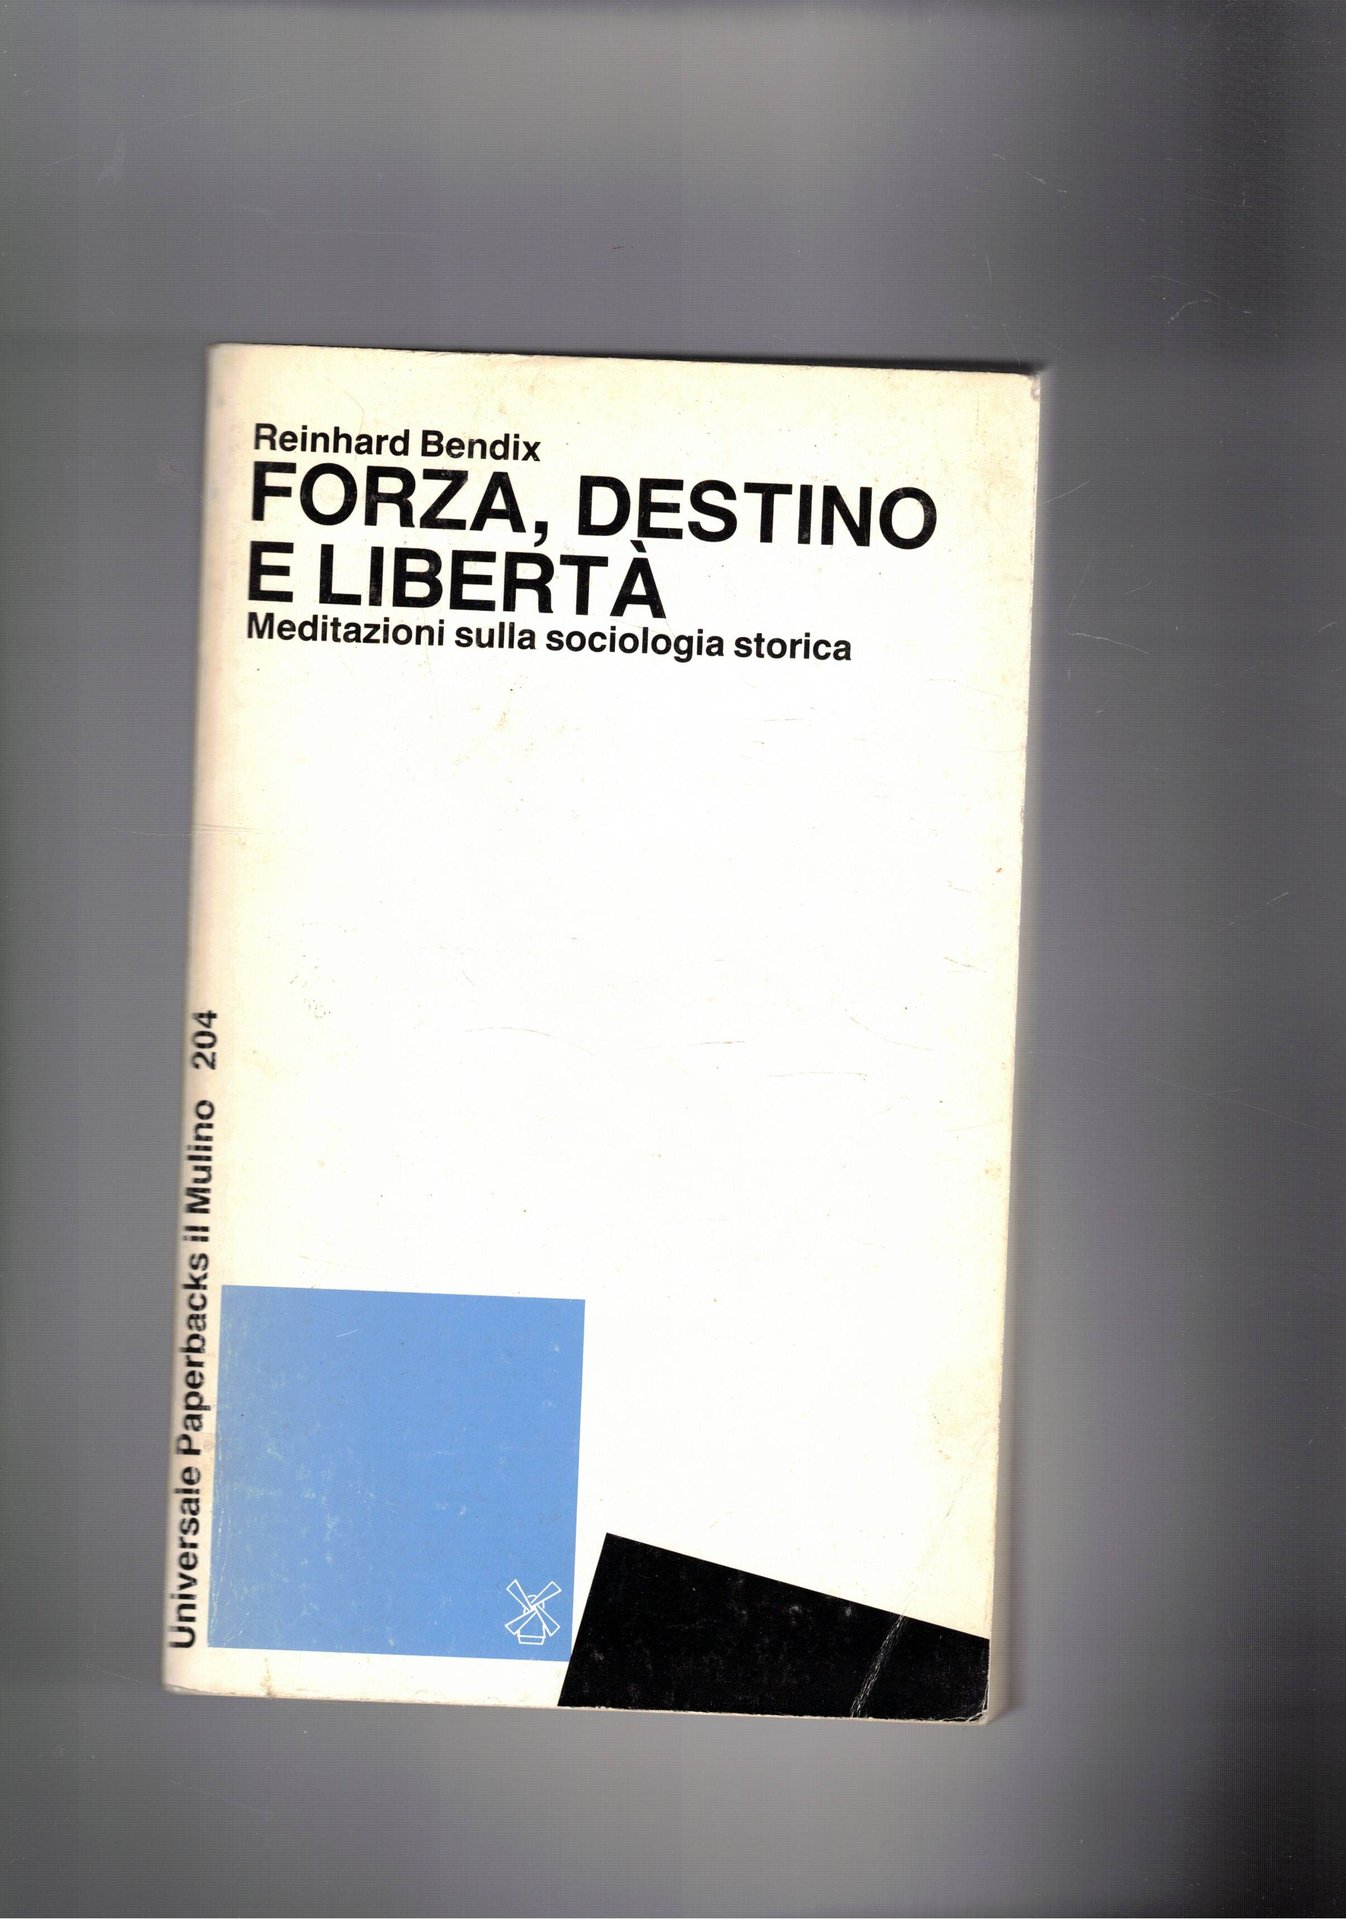 Reinhard Bendix
FORZA, DESTINO
E LIBERTÀ
Meditazioni sulla sociologia storica
Universale Paperbacks il Mulino 204